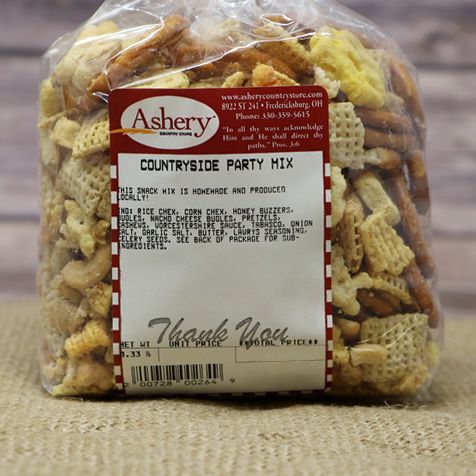 www.asherycountrystore.com
8922 ST 241 • Fredericksburg, OH
Phone: 330-359-5615
"In all thy ways acknowledge
Him and He shall direct thy
paths." Prov. 3:6
Ashery
COUNTRY STORE
COUNTRYSIDE PARTY MIX
THIS SNACK MIX IS HOMEMADE AND PRODUCED
LOCALLY!
ING: RICE CHEX, CORN CHEX, HONEY BUZZERS,
BUGLES, NACHO CHEESE BUGLES, PRETZELS,
CASHEWS, WORCESTERSHIRE SAUCE, TABASCO, ONION
SALT, GARLIC SALT, BUTTER, LAWRYS SEASONING,
CELERY SEEDS. SEE BACK OF PACKAGE FOR SUB-
INGREDIENTS.
Thank You
NET WT UNIT PRICE **TOTAL PRICE**
1.33 lb
2 00728 00264 9